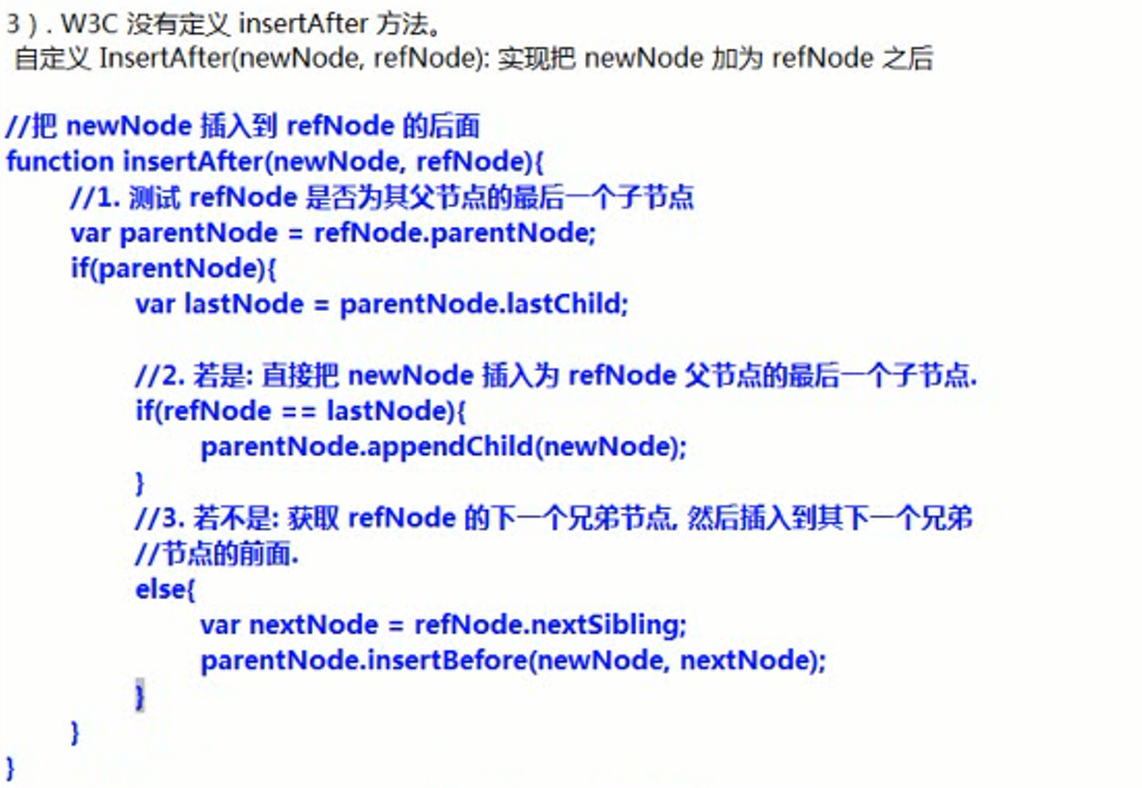 3）. W3C 没有定义 insertAfter 方法。
自定义 InsertAfter(newNode, refNode): 实现把 newNode 加为 refNode 之后
//把 newNode 插入到 refNode 的后面
function insertAfter(newNode, refNode){
//1. 测试 refNode 是否为其父节点的最后一个子节点
var parentNode = refNode.parentNode;
if(parentNode){
var lastNode = parentNode.lastChild;
//2. 若是: 直接把 newNode 插入为 refNode 父节点的最后一个子节点.
if(refNode == lastNode){
parentNode.appendChild(newNode);
}
//3. 若不是: 获取 refNode 的下一个兄弟节点, 然后插入到其下一个兄弟
//节点的前面.
else{
var nextNode = refNode.nextSibling;
parentNode.insertBefore(newNode, nextNode);
}
}
}